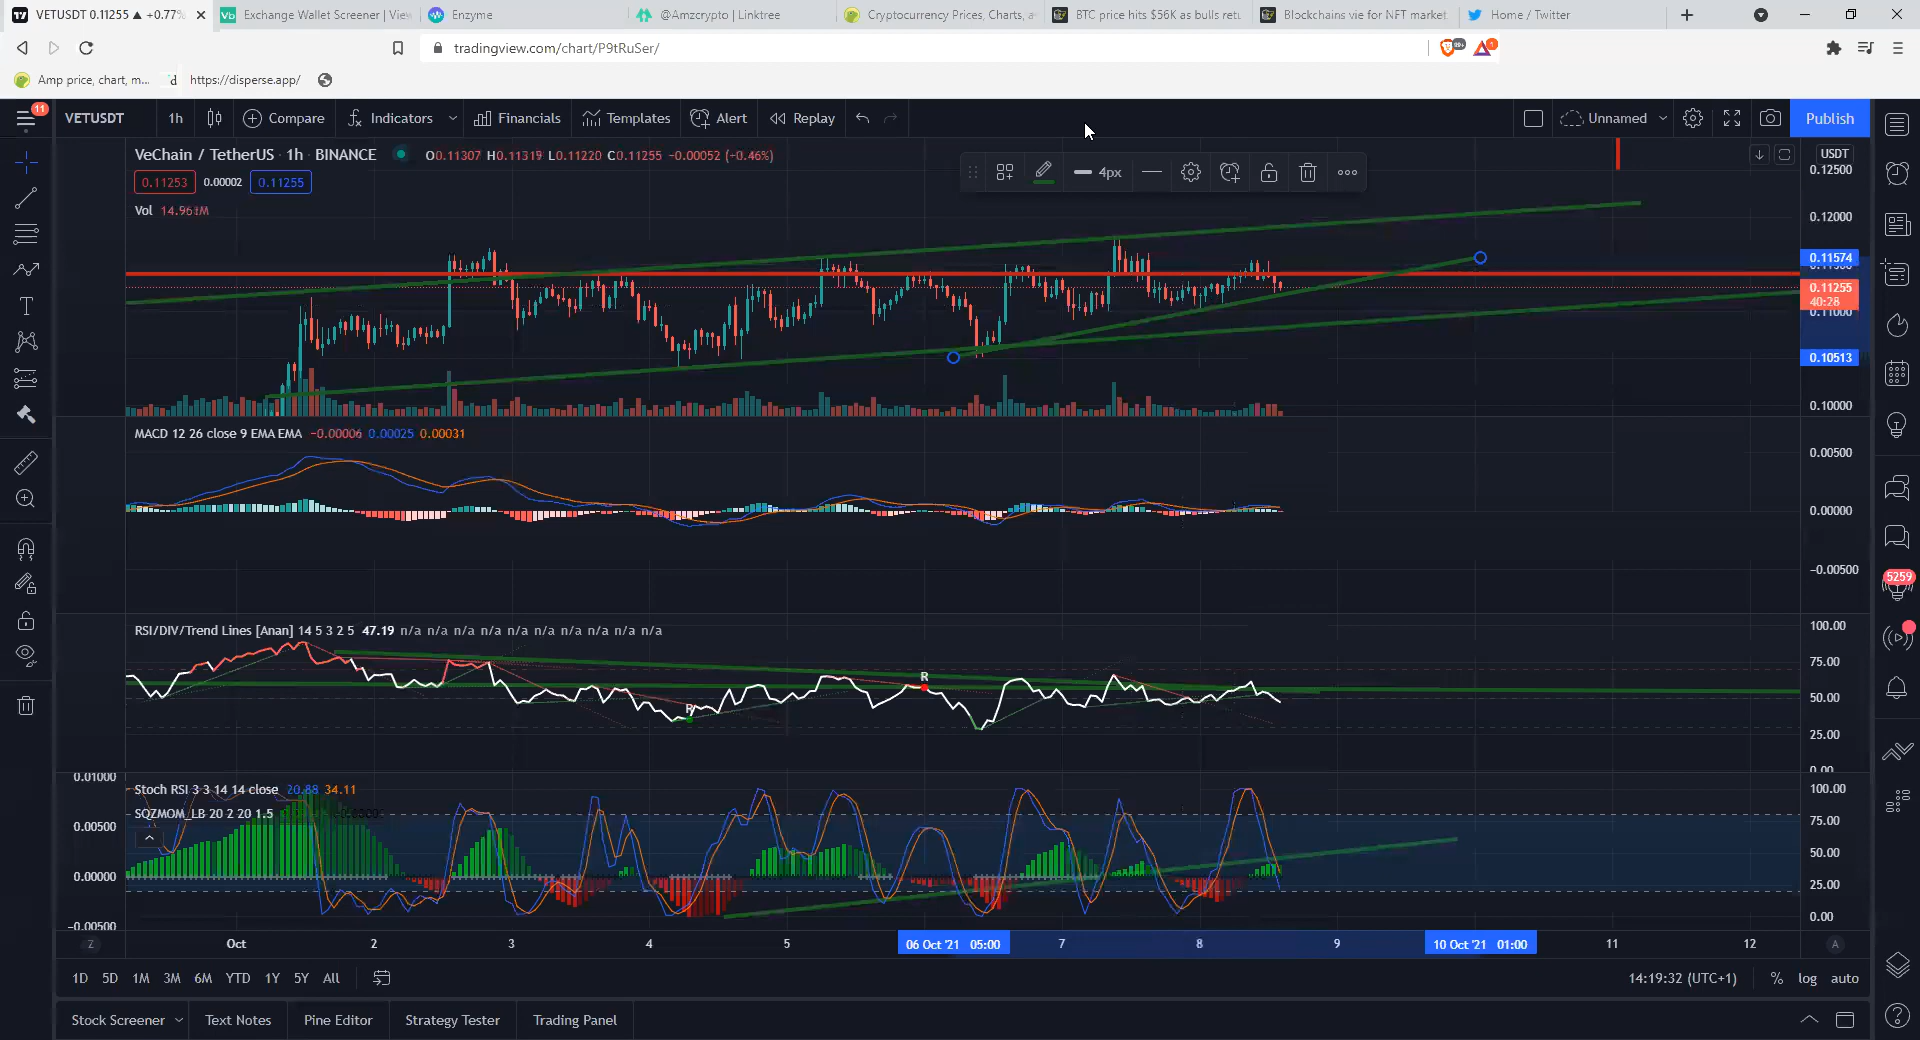 VETUSDT 0.11255 ▲ +0.77%
Exchange Wallet Screener | View
Enzyme
@Amzcrypto | Linktree
Cryptocurrency Prices, Charts, a
BTC price hits $56K as bulls retu
Blockchains vie for NFT market
Home / Twitter
tradingview.com/chart/P9tRuSer/
99+
1
Amp price, chart, m...
d https://disperse.app/
11
VETUSDT
1h
Compare
Indicators
Financials
Templates
Alert
Replay
Unnamed
Publish
VeChain / TetherUS · 1h · BINANCE
O0.11307 H0.11319 L0.11220 C0.11255 -0.00052 (+0.46%)
4px
USDT
0.11253 0.00002 0.11255
Vol 14.961M
0.12500
0.12000
0.11574
0.11255
40:28
0.11000
0.10513
0.10000
MACD 12 26 close 9 EMA EMA -0.00006 0.00025 0.00031
0.00500
0.00000
-0.00500
5259
RSI/DIV/Trend Lines [Anan] 14 5 3 2 5 47.19 n/a n/a n/a n/a n/a n/a n/a n/a n/a n/a
100.00
75.00
R
50.00
R
25.00
0.00
Stoch RSI 3 3 14 14 close 20.88 34.11
SQZMOM_LB 20 2 20 1.5
0.01000
0.00500
0.00000
-0.00500
100.00
75.00
50.00
25.00
0.00
Z
Oct 2 3 4 5 06 Oct '21 05:00 7 8 9 10 Oct '21 01:00 11 12
A
1D 5D 1M 3M 6M YTD 1Y 5Y All
14:19:32 (UTC+1) % log auto
Stock Screener
Text Notes
Pine Editor
Strategy Tester
Trading Panel